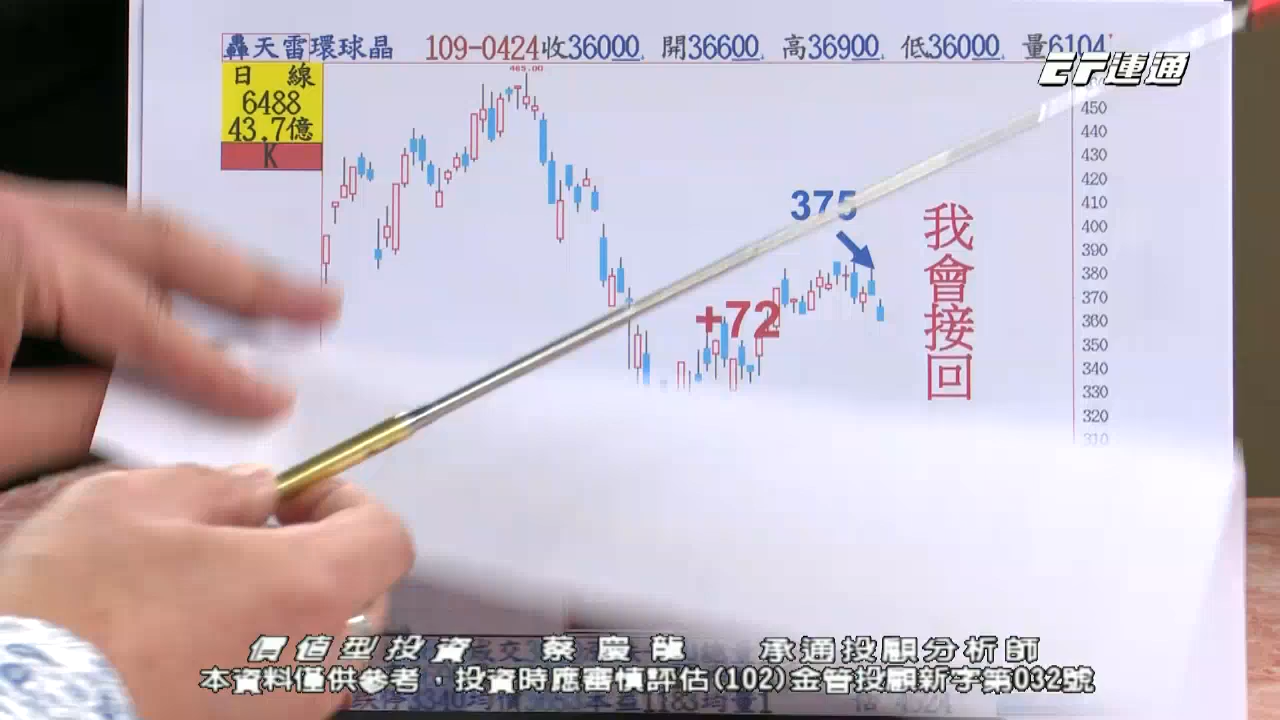 轟天雷環球晶 109-0424收36000 開36600 高36900 低36000 量6104
ET運通
日 線
6488
43.7億
K
465.00
450
440
430
420
410
400
390
380
370
360
350
340
330
320
310
375
+72
我會接回
價值型投資 蔡慶龍 承通投顧分析師
本資料僅供參考，投資時應審慎評估(102)金管投顧新字第032號